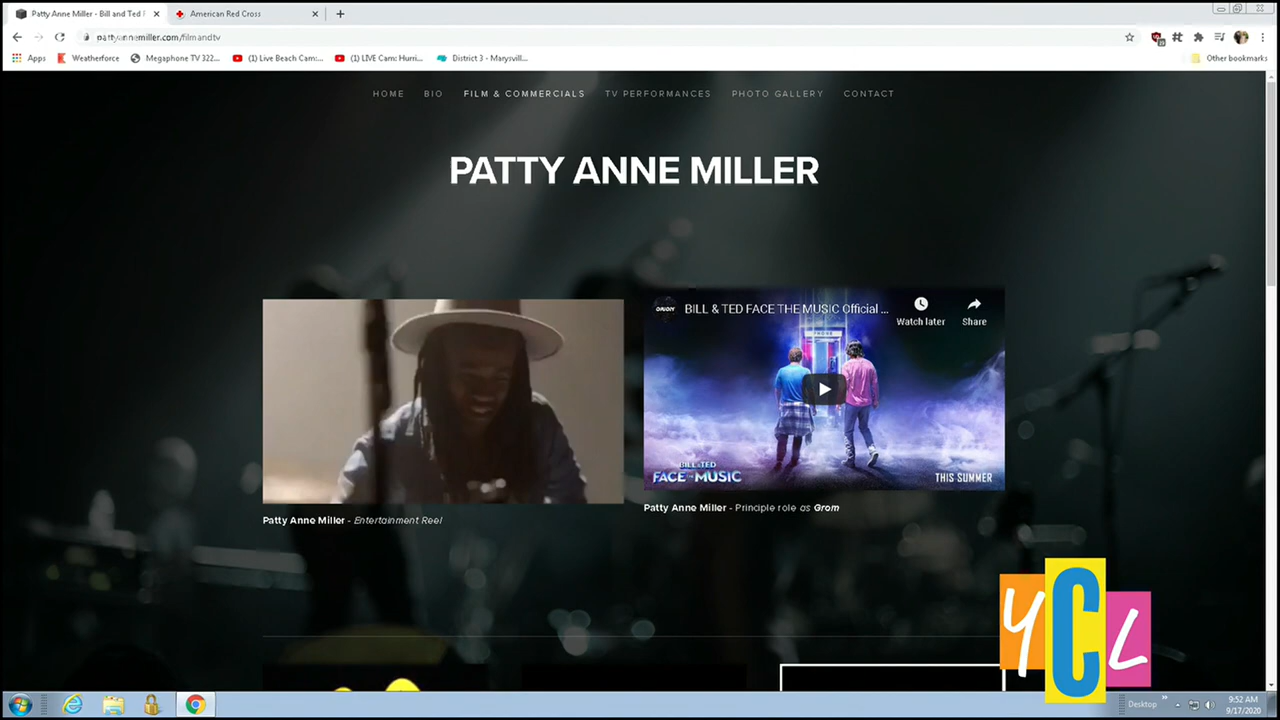 Patty Anne Miller - Bill and Ted F
American Red Cross
pattyannemiller.com/filmandtv
Apps
Weatherforce
Megaphone TV 322...
(1) Live Beach Cam:...
(1) LIVE Cam: Hurri...
District 3 - Marysvill...
Other bookmarks
HOME
BIO
FILM & COMMERCIALS
TV PERFORMANCES
PHOTO GALLERY
CONTACT
PATTY ANNE MILLER
ORION
BILL & TED FACE THE MUSIC Official ...
Watch later
Share
PHONE
BILL & TED
FACE THE MUSIC
THIS SUMMER
Patty Anne Miller - Entertainment Reel
Patty Anne Miller - Principle role as Grom
YCL
Desktop
9:52 AM
9/17/2020